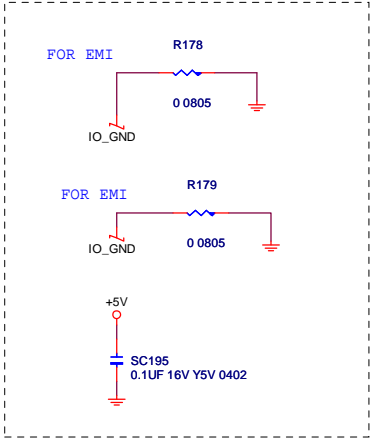 R178
FOR EMI
0 0805
IO_GND
R179
FOR EMI
0 0805
IO_GND
+5V
SC195
0.1UF 16V Y5V 0402